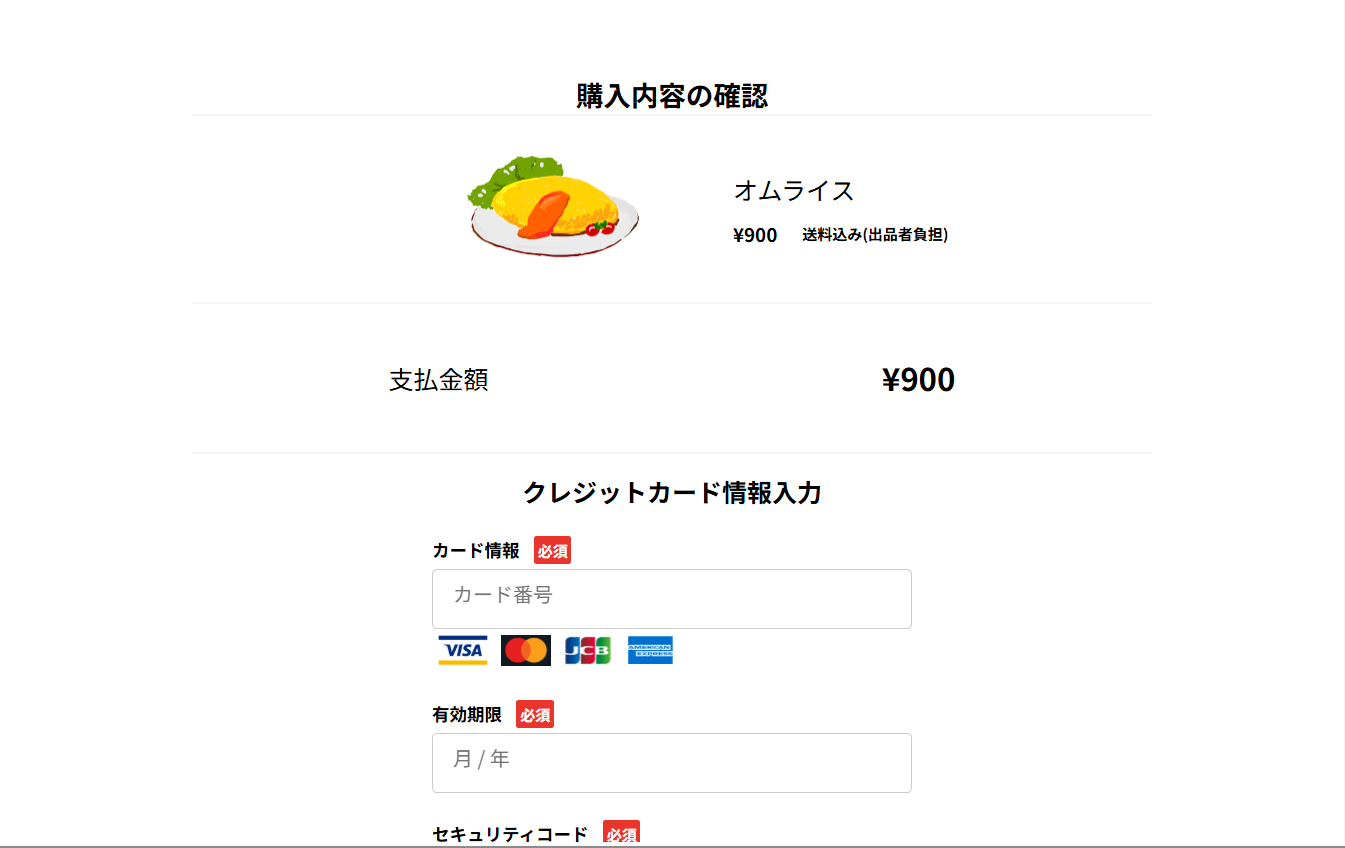 購入内容の確認
オムライス
¥900 送料込み(出品者負担)
支払金額 ¥900
クレジットカード情報入力
カード情報 必須
カード番号
VISA JCB AMERICAN EXPRESS
有効期限 必須
月 / 年
セキュリティコード 必須